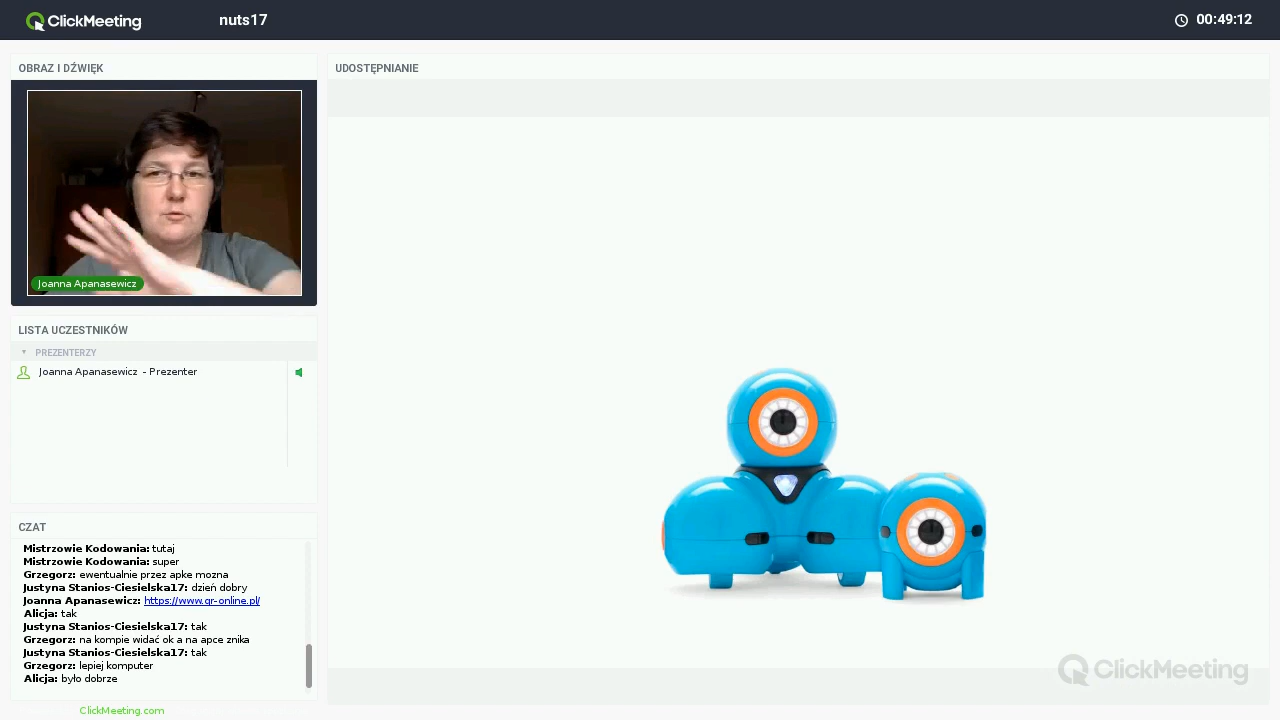 ClickMeeting
nuts17
00:49:12
OBRAZ I DŹWIĘK
Joanna Apanasewicz
LISTA UCZESTNIKÓW
PREZENTERZY
Joanna Apanasewicz - Prezenter
CZAT
Mistrzowie Kodowania: tutaj
Mistrzowie Kodowania: super
Grzegorz: ewentualnie przez apke mozna
Justyna Stanios-Ciesielska17: dzień dobry
Joanna Apanasewicz: https://www.qr-online.pl/
Alicja: tak
Justyna Stanios-Ciesielska17: tak
Grzegorz: na kompie widać ok a na apce znika
Justyna Stanios-Ciesielska17: tak
Grzegorz: lepiej komputer
Alicja: było dobrze
ClickMeeting.com
UDOSTĘPNIANIE
ClickMeeting